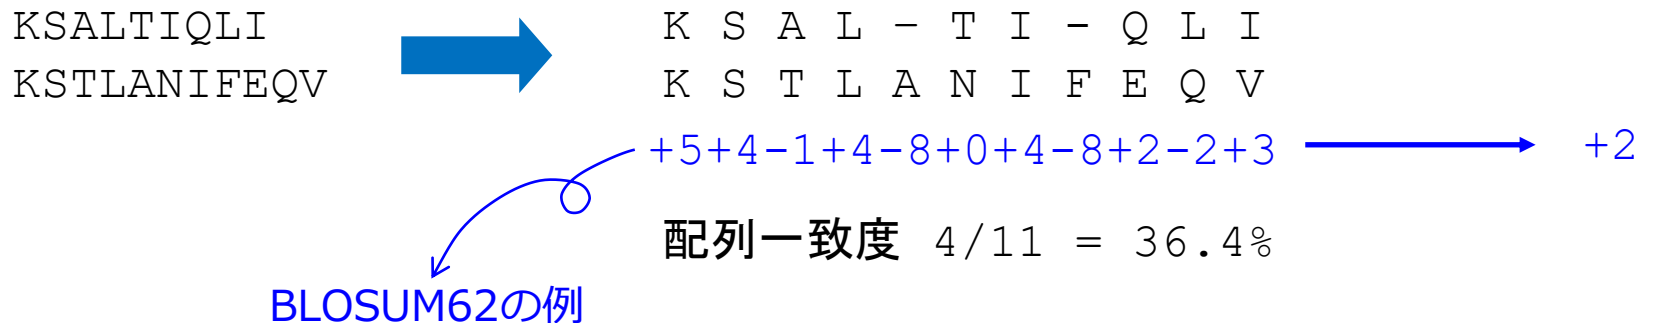 KSALTIQLI
KSTLANIFEQV
K S A L - T I - Q L I
K S T L A N I F E Q V
+5+4-1+4-8+0+4-8+2-2+3
+2
配列一致度 4/11 = 36.4%
BLOSUM62の例